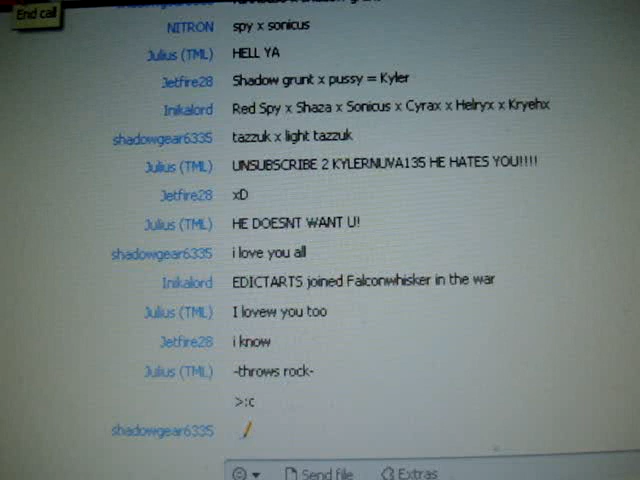 End call
NITRON spy x sonicus
Julius (TML) HELL YA
Jetfire28 Shadow grunt x pussy = Kyler
Inikalord Red Spy x Shaza x Sonicus x Cyrax x Helryx x Kryehx
shadowgear6335 tazzuk x light tazzuk
Julius (TML) UNSUBSCRIBE 2 KYLERNUVA135 HE HATES YOU!!!!
Jetfire28 xD
Julius (TML) HE DOESNT WANT U!
shadowgear6335 i love you all
Inikalord EDICTARTS joined Falconwhisker in the war
Julius (TML) I lovew you too
Jetfire28 i know
Julius (TML) -throws rock-
>:c
shadowgear6335
Send file Extras